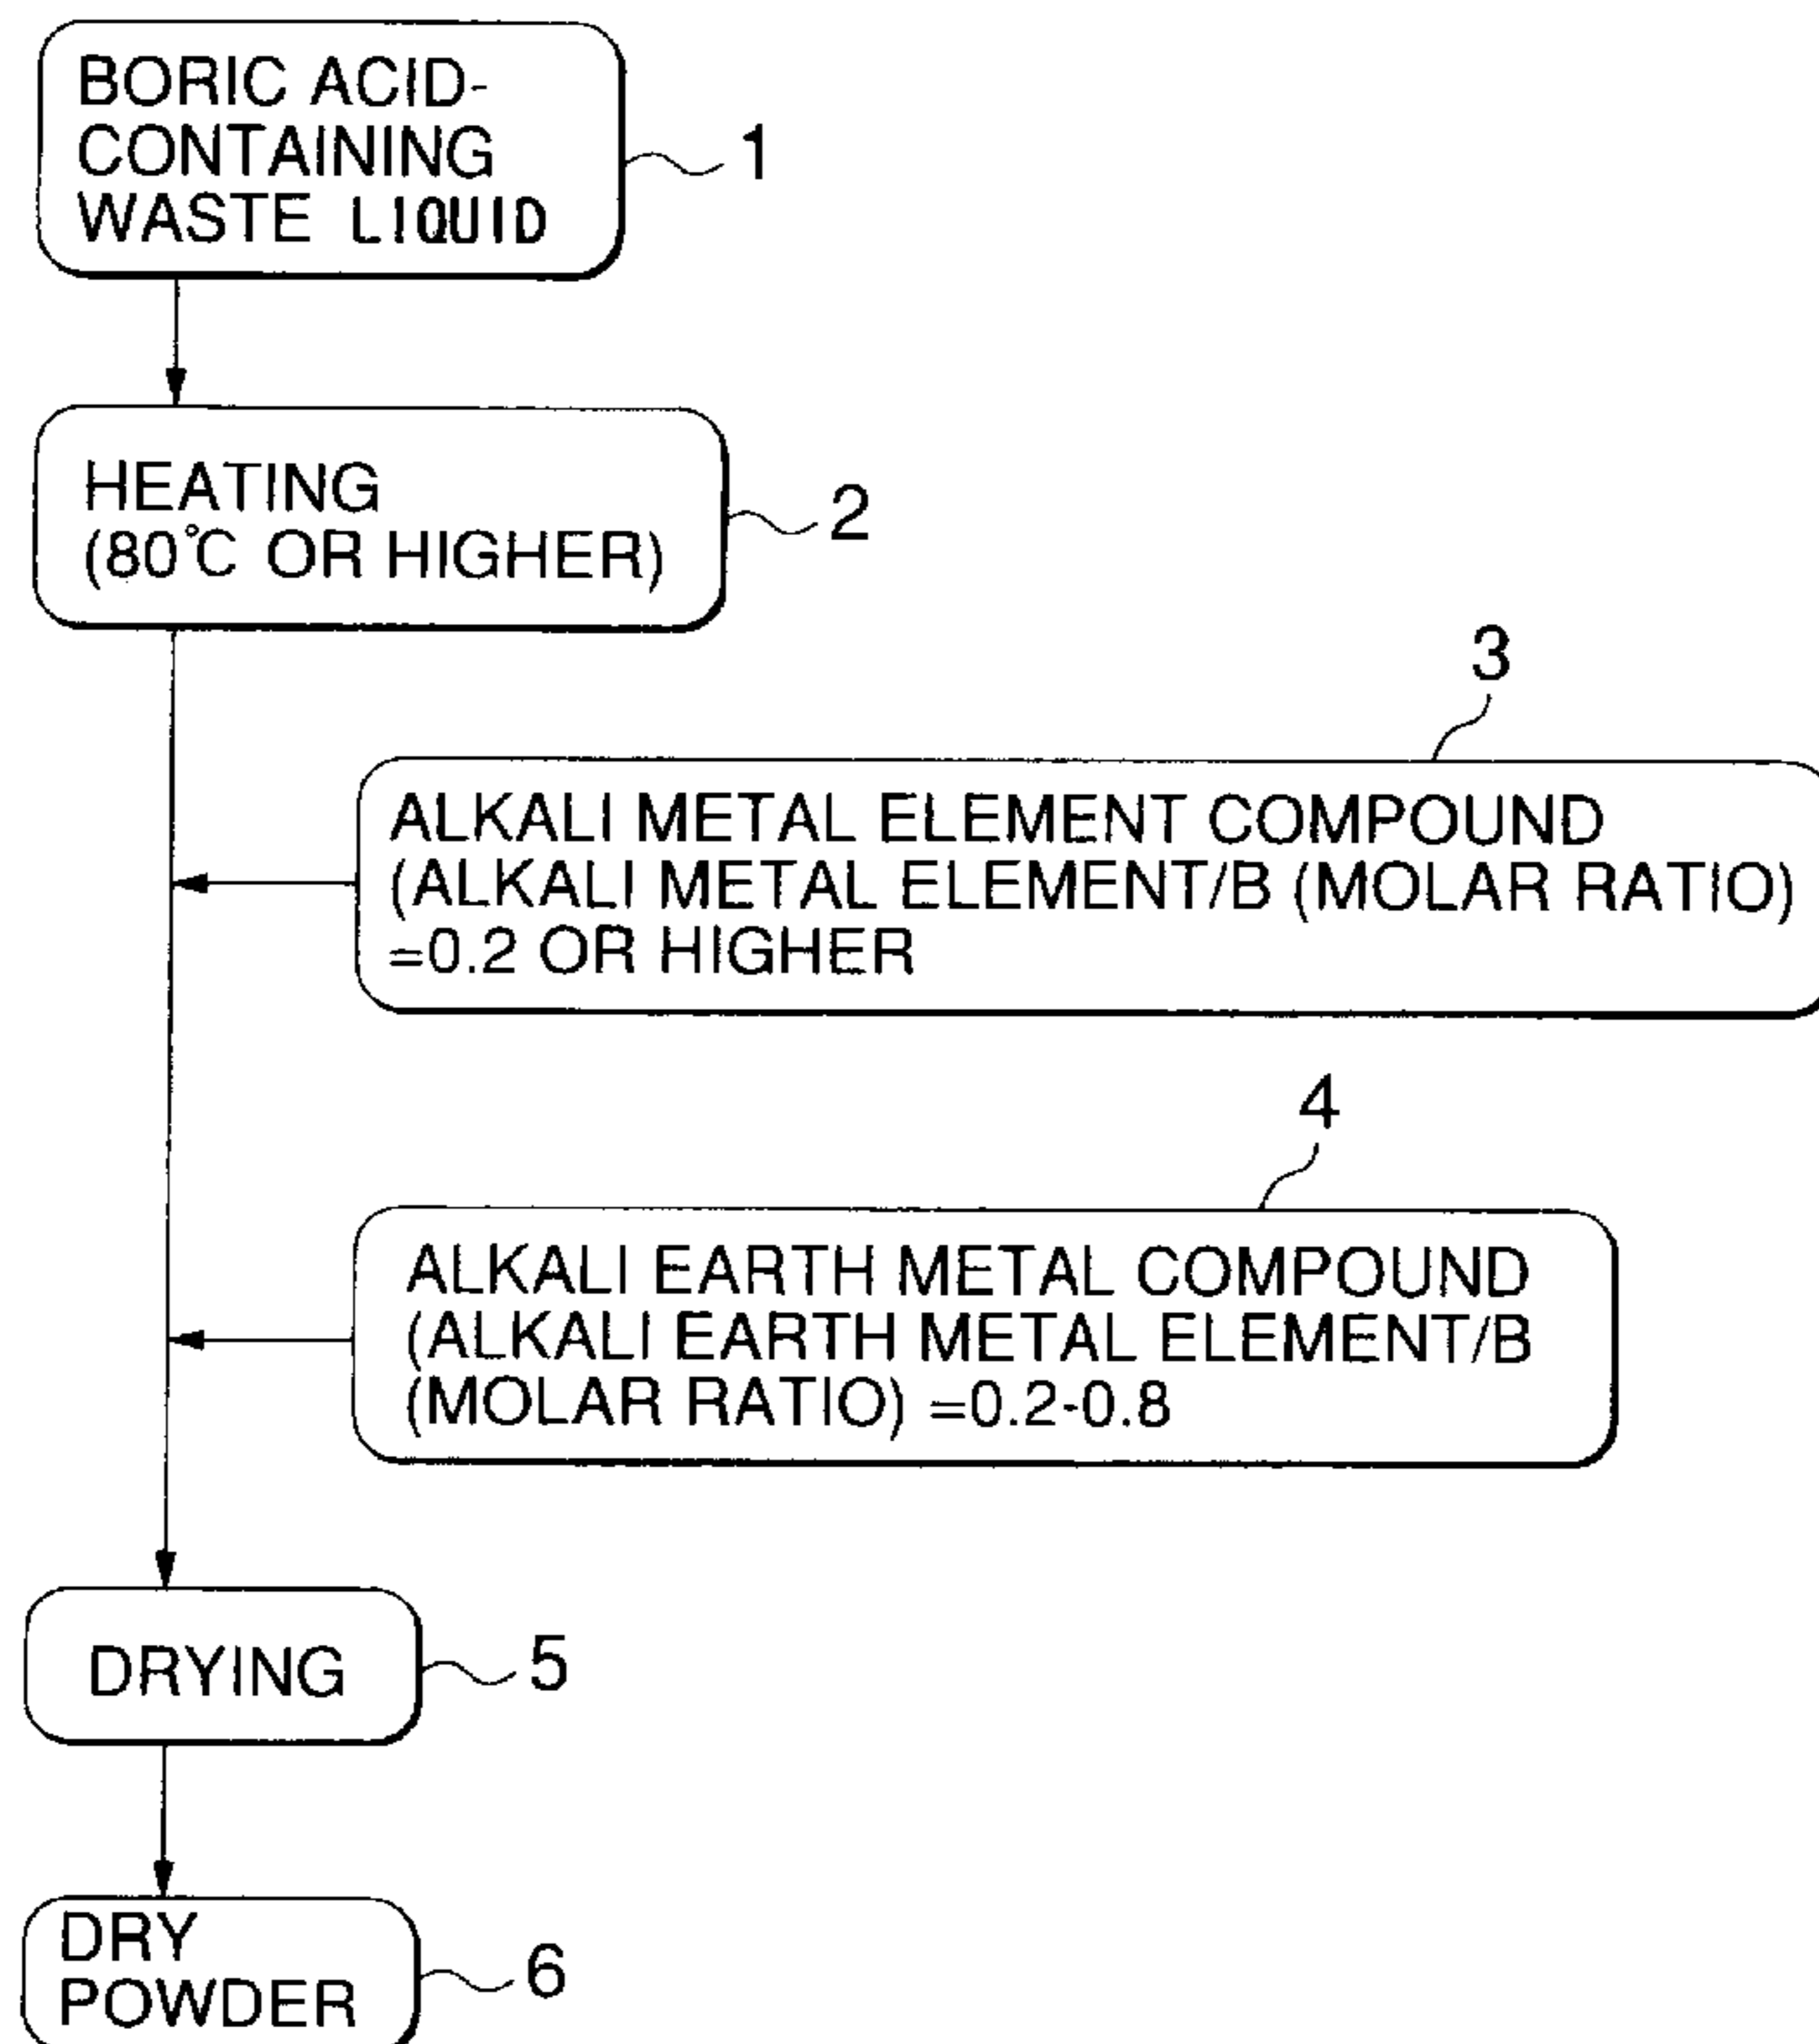 BORIC ACID-
CONTAINING
WASTE LIQUID
1
HEATING
(80°C OR HIGHER)
2
3
ALKALI METAL ELEMENT COMPOUND
(ALKALI METAL ELEMENT/B (MOLAR RATIO)
=0.2 OR HIGHER
4
ALKALI EARTH METAL COMPOUND
(ALKALI EARTH METAL ELEMENT/B
(MOLAR RATIO) =0.2-0.8
DRYING
5
DRY
POWDER
6